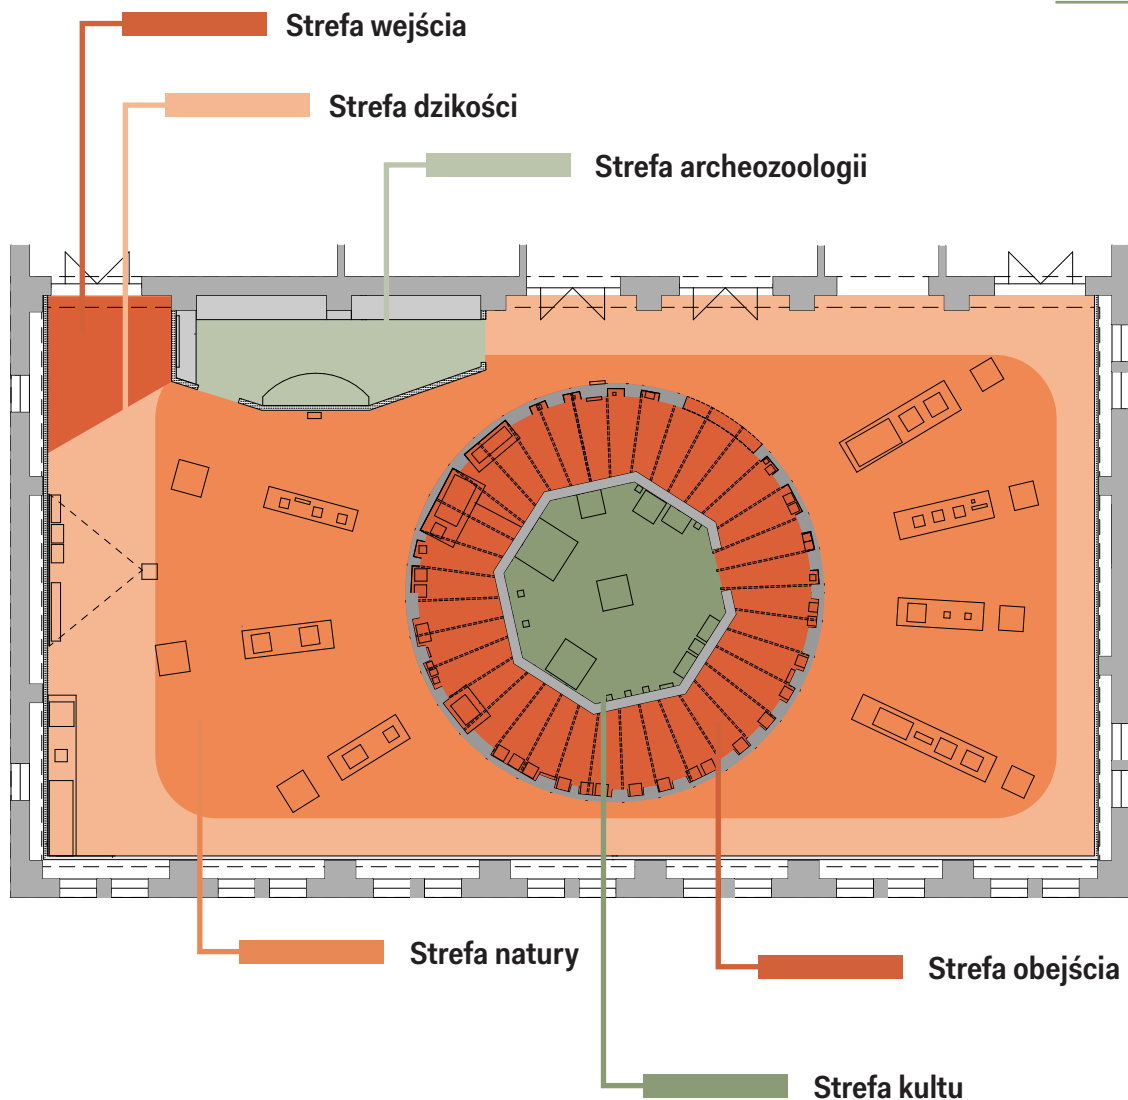 Strefa wejścia
Strefa dzikości
Strefa archeozoologii
Strefa natury
Strefa obejścia
Strefa kultu